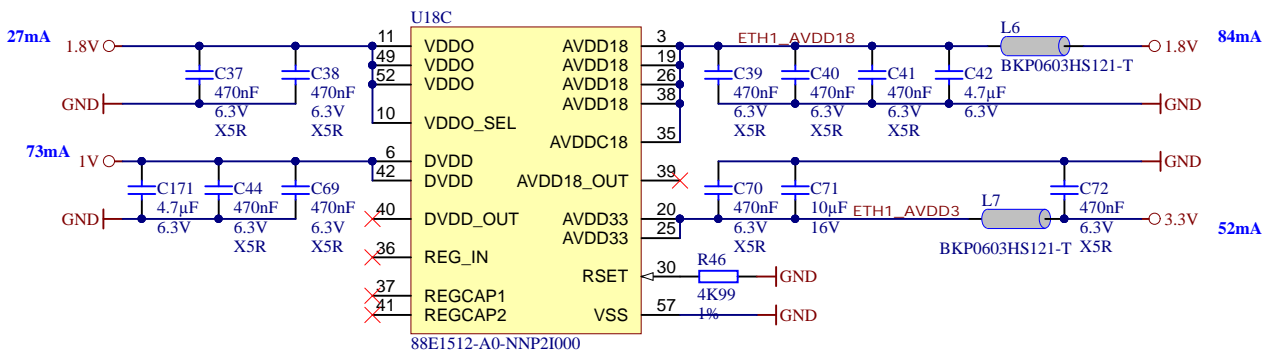 U18C
27mA
1.8V
11
VDDO
49
VDDO
52
VDDO
10
VDDO_SEL
C37
470nF
6.3V
X5R
C38
470nF
6.3V
X5R
GND
73mA
1V
6
DVDD
42
DVDD
C171
4.7µF
6.3V
C44
470nF
6.3V
X5R
C69
470nF
6.3V
X5R
GND
40
DVDD_OUT
36
REG_IN
37
REGCAP1
41
REGCAP2
AVDD18
3
AVDD18
19
AVDD18
26
AVDD18
38
AVDDC18
35
AVDD18_OUT
39
AVDD33
20
AVDD33
25
RSET
30
VSS
57
88E1512-A0-NNP2I000
ETH1_AVDD18
L6
BKP0603HS121-T
1.8V
84mA
C39
470nF
6.3V
X5R
C40
470nF
6.3V
X5R
C41
470nF
6.3V
X5R
C42
4.7µF
6.3V
GND
GND
C70
470nF
6.3V
X5R
C71
10µF
16V
ETH1_AVDD3
L7
BKP0603HS121-T
C72
470nF
6.3V
X5R
3.3V
52mA
R46
4K99
1%
GND
GND